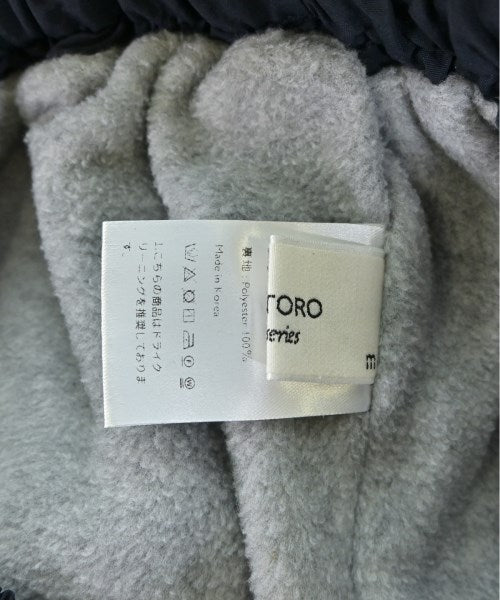 TORO
series
m
裏地：Polyester 100%
Made in Korea
1.こちらの商品はドライク
リーニングを推奨しておりま
す。